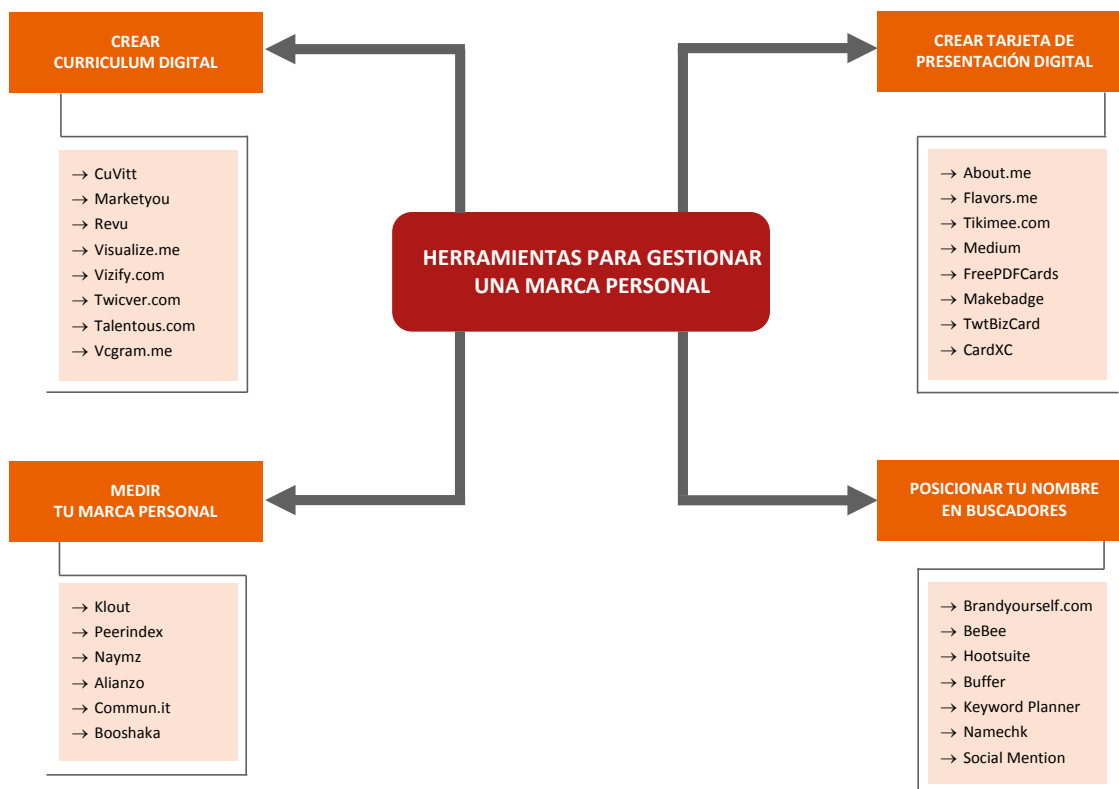 CREAR
CURRICULUM DIGITAL
→ CuVitt
→ Marketyou
→ Revu
→ Visualize.me
→ Vizify.com
→ Twicver.com
→ Talentous.com
→ Vcgram.me
CREAR TARJETA DE
PRESENTACIÓN DIGITAL
→ About.me
→ Flavors.me
→ Tikimee.com
→ Medium
→ FreePDFCards
→ Makebadge
→ TwtBizCard
→ CardXC
HERRAMIENTAS PARA GESTIONAR
UNA MARCA PERSONAL
MEDIR
TU MARCA PERSONAL
→ Klout
→ Peerindex
→ Naymz
→ Alianzo
→ Commun.it
→ Booshaka
POSICIONAR TU NOMBRE
EN BUSCADORES
→ Brandyourself.com
→ BeBee
→ Hootsuite
→ Buffer
→ Keyword Planner
→ Namechk
→ Social Mention